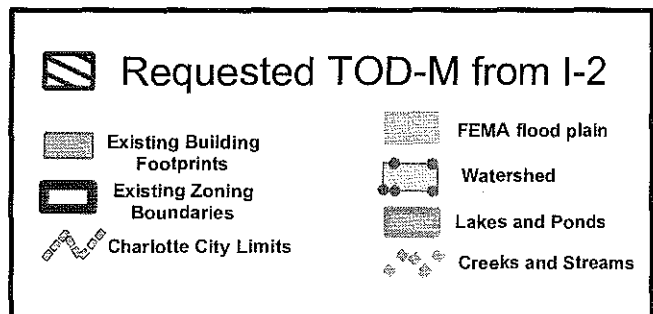 Requested TOD-M from I-2
Existing Building
Footprints
Existing Zoning
Boundaries
Charlotte City Limits
FEMA flood plain
Watershed
Lakes and Ponds
Creeks and Streams